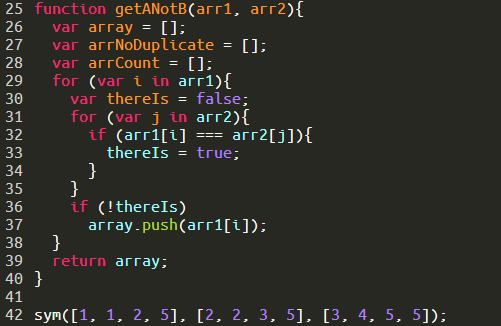 25 function getANotB(arr1, arr2){
26   var array = [];
27   var arrNoDuplicate = [];
28   var arrCount = [];
29   for (var i in arr1){
30     var thereIs = false;
31     for (var j in arr2){
32       if (arr1[i] === arr2[j]){
33         thereIs = true;
34       }
35     }
36     if (!thereIs)
37       array.push(arr1[i]);
38   }
39   return array;
40 }
41
42 sym([1, 1, 2, 5], [2, 2, 3, 5], [3, 4, 5, 5]);